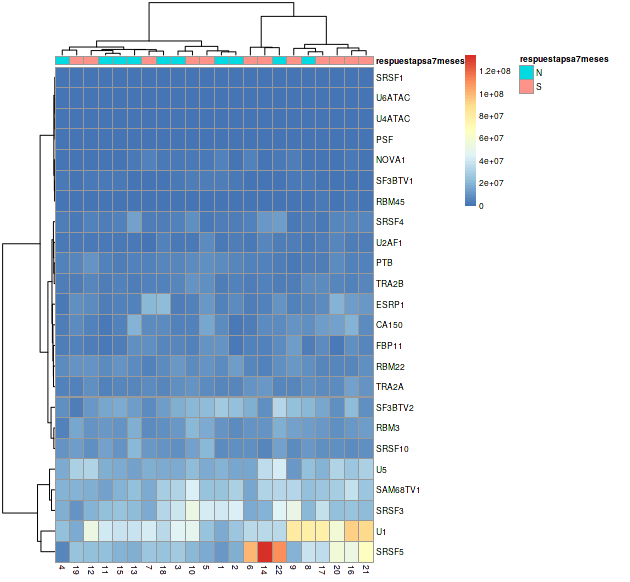 respuestapsa7meses
respuestapsa7meses
N
S
1.2e+08
1e+08
8e+07
6e+07
4e+07
2e+07
0
SRSF1
U6ATAC
U4ATAC
PSF
NOVA1
SF3BTV1
RBM45
SRSF4
U2AF1
PTB
TRA2B
ESRP1
CA150
FBP11
RBM22
TRA2A
SF3BTV2
RBM3
SRSF10
U5
SAM68TV1
SRSF3
U1
SRSF5
4 19 12 11 15 13 7 18 3 10 5 1 2 6 14 22 9 8 17 20 16 21